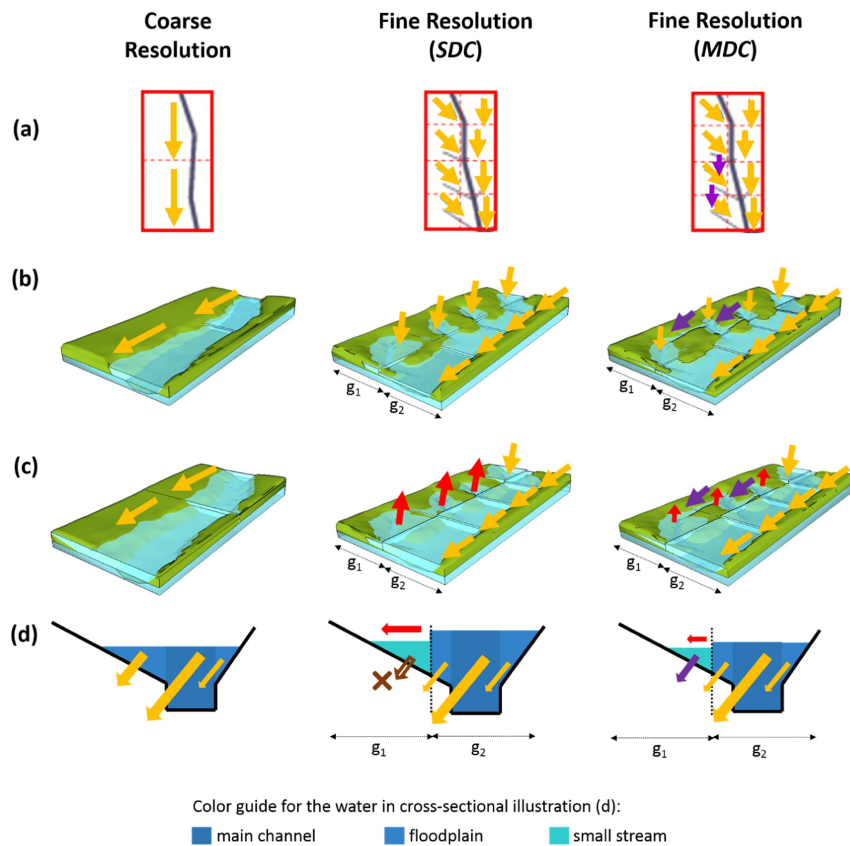 Coarse
Resolution
Fine Resolution
(SDC)
Fine Resolution
(MDC)
(a)
(b)
g1
g2
g1
g2
(c)
g1
g2
g1
g2
(d)
g1
g2
g1
g2
Color guide for the water in cross-sectional illustration (d):
main channel
floodplain
small stream